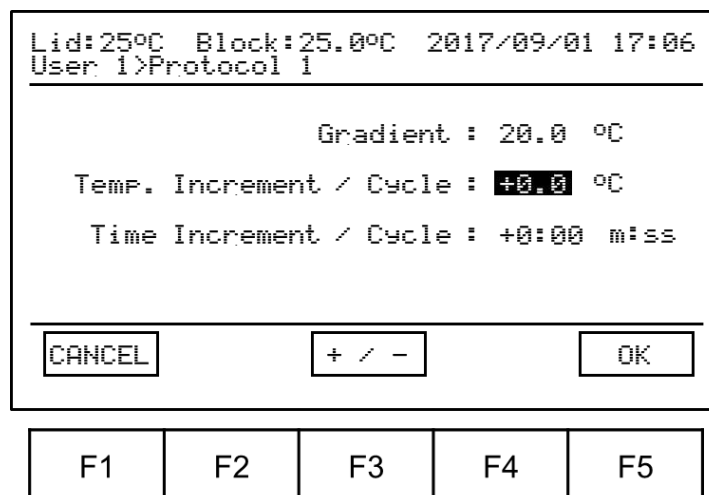 Lid:25ºC Block:25.0ºC 2017/09/01 17:06
User 1>Protocol 1
Gradient : 20.0 ºC
Temp. Increment / Cycle : +0.0 ºC
Time Increment / Cycle : +0:00 m:ss
CANCEL + / - OK
F1 F2 F3 F4 F5